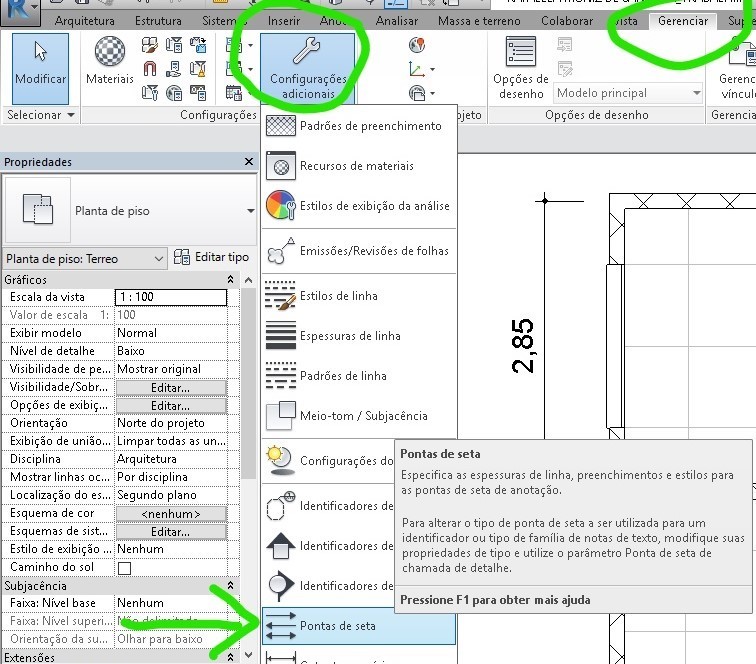 Arquitetura Estrutura Inserir Analisar Massa e terreno Colaborar Vista Gerenciar
Modificar
Materiais
Configurações
adicionais
Opções de
desenho
Modelo principal
Selecionar
Configurações
Opções de desenho
Propriedades
Planta de piso
Planta de piso: Terreo
Editar tipo
Gráficos
Escala da vista 1 : 100
Valor de escala 1: 100
Exibir modelo Normal
Nível de detalhe Baixo
Visibilidade de pe... Mostrar original
Visibilidade/Sobr... Editar...
Opções de exibiç... Editar...
Orientação Norte do projeto
Exibição de união... Limpar todas as un...
Disciplina Arquitetura
Mostrar linhas oc... Por disciplina
Localização do es... Segundo plano
Esquema de cor <nenhum>
Esquemas de sist... Editar...
Estilo de exibição ... Nenhum
Caminho do sol
Subjacência
Faixa: Nível base Nenhum
Faixa: Nível superi... Não delimitado
Orientação da su... Olhar para baixo
Extensões
Padrões de preenchimento
Recursos de materiais
Estilos de exibição da análise
Emissões/Revisões de folhas
Estilos de linha
Espessuras de linha
Padrões de linha
Meio-tom / Subjacência
Configurações do
Identificadores de
Identificadores de
Identificadores de
Pontas de seta
Pontas de seta
Especifica as espessuras de linha, preenchimentos e estilos para
as pontas de seta de anotação.
Para alterar o tipo de ponta de seta a ser utilizada para um
identificador ou tipo de família de notas de texto, modifique suas
propriedades de tipo e utilize o parâmetro Ponta de seta de
chamada de detalhe.
Pressione F1 para obter mais ajuda
2,85